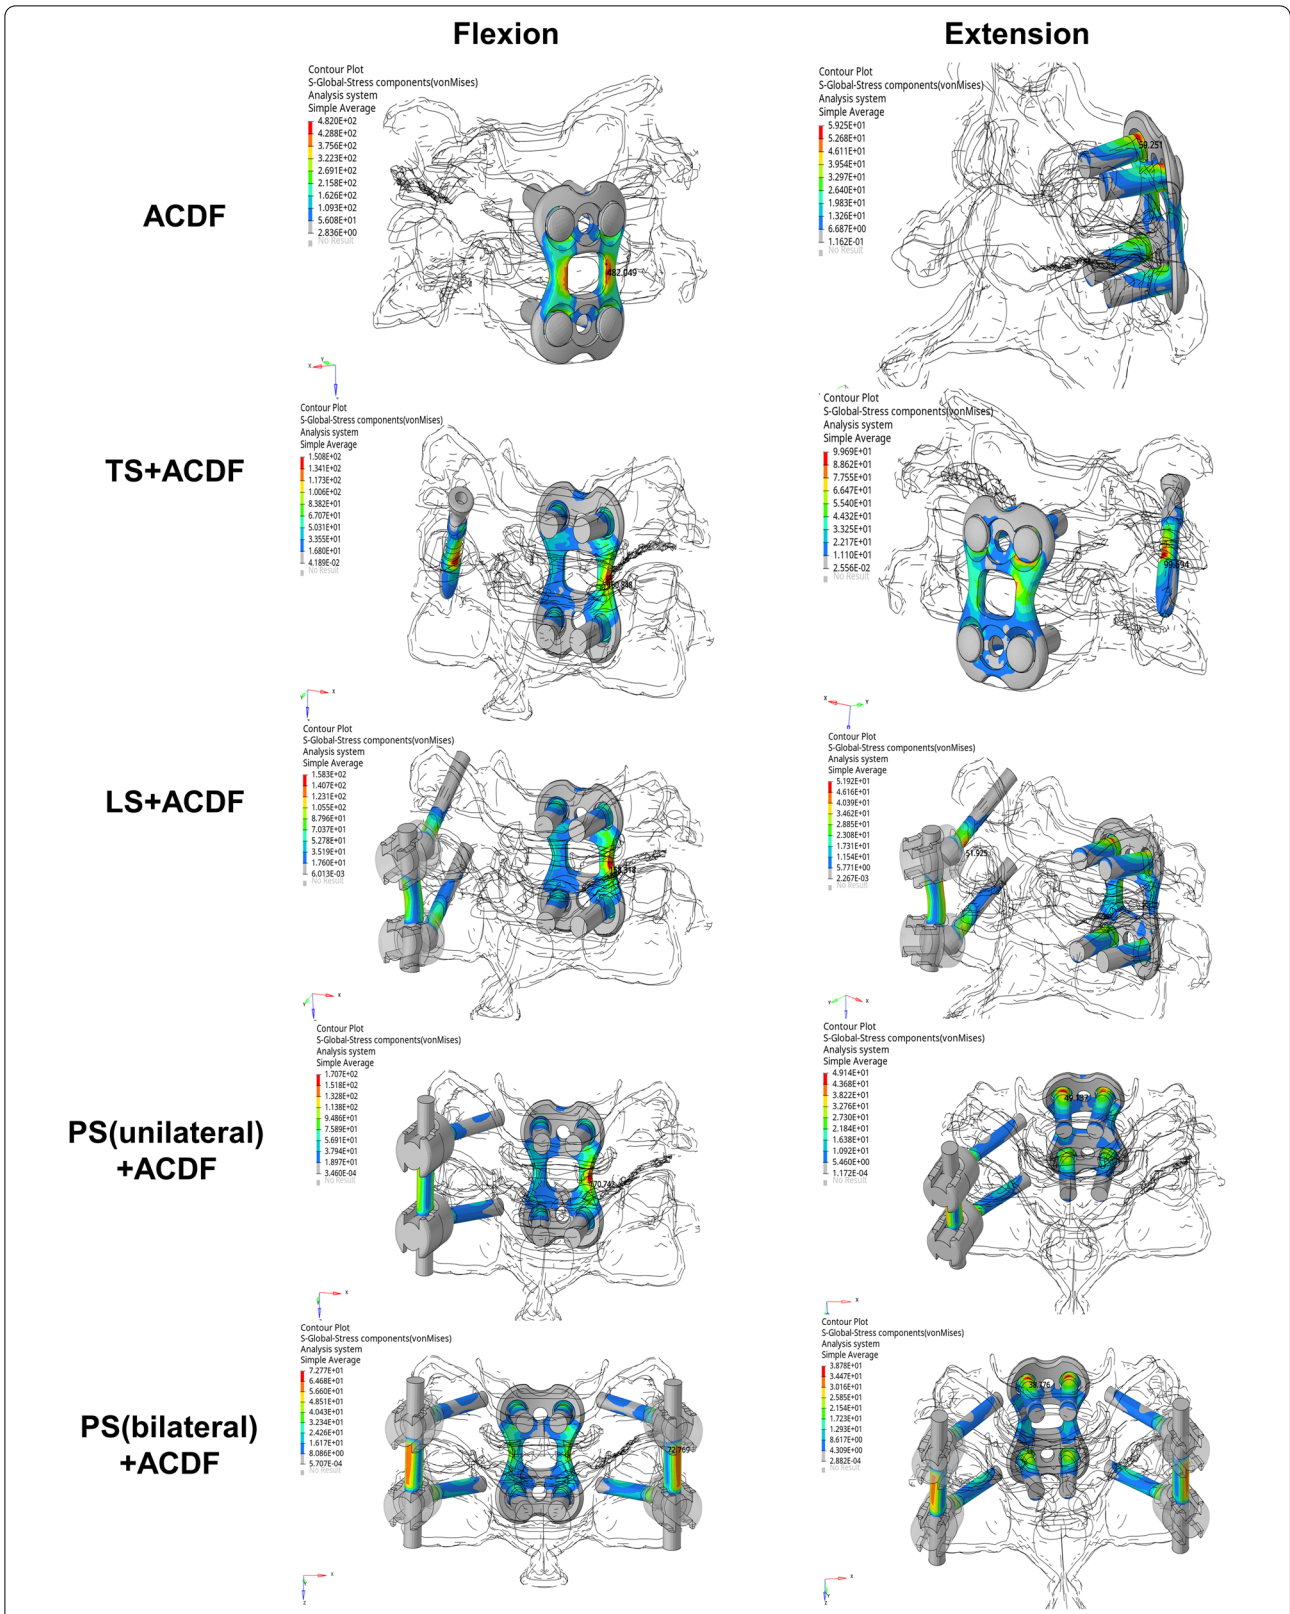 Flexion
Extension
ACDF
Contour Plot
S-Global-Stress components(vonMises)
Analysis system
Simple Average
4.820E+02
4.288E+02
3.756E+02
3.223E+02
2.691E+02
2.158E+02
1.626E+02
1.093E+02
5.608E+01
2.836E+00
No Result
482.049
X
Y
Contour Plot
S-Global-Stress components(vonMises)
Analysis system
Simple Average
5.925E+01
5.268E+01
4.611E+01
3.954E+01
3.297E+01
2.640E+01
1.983E+01
1.326E+01
6.687E+00
1.162E-01
No Result
59.251
TS+ACDF
Contour Plot
S-Global-Stress components(vonMises)
Analysis system
Simple Average
1.508E+02
1.341E+02
1.173E+02
1.006E+02
8.382E+01
6.707E+01
5.031E+01
3.355E+01
1.680E+01
4.189E-02
No Result
X
Y
Contour Plot
S-Global-Stress components(vonMises)
Analysis system
Simple Average
9.969E+01
8.862E+01
7.755E+01
6.647E+01
5.540E+01
4.432E+01
3.325E+01
2.217E+01
1.110E+01
2.556E-02
No Result
99.694
X
Y
LS+ACDF
Contour Plot
S-Global-Stress components(vonMises)
Analysis system
Simple Average
1.583E+02
1.407E+02
1.231E+02
1.055E+02
8.796E+01
7.037E+01
5.278E+01
3.519E+01
1.760E+01
6.013E-03
No Result
X
Y
Contour Plot
S-Global-Stress components(vonMises)
Analysis system
Simple Average
5.192E+01
4.616E+01
4.039E+01
3.462E+01
2.885E+01
2.308E+01
1.731E+01
1.154E+01
5.771E+00
2.267E-03
No Result
51.925
Y
X
PS(unilateral)
+ACDF
Contour Plot
S-Global-Stress components(vonMises)
Analysis system
Simple Average
1.707E+02
1.518E+02
1.328E+02
1.138E+02
9.486E+01
7.589E+01
5.691E+01
3.794E+01
1.897E+01
3.460E-04
No Result
X
Contour Plot
S-Global-Stress components(vonMises)
Analysis system
Simple Average
4.914E+01
4.368E+01
3.822E+01
3.276E+01
2.730E+01
2.184E+01
1.638E+01
1.092E+01
5.460E+00
1.172E-04
No Result
49.137
X
PS(bilateral)
+ACDF
Contour Plot
S-Global-Stress components(vonMises)
Analysis system
Simple Average
7.277E+01
6.468E+01
5.660E+01
4.851E+01
4.043E+01
3.234E+01
2.426E+01
1.617E+01
8.086E+00
5.707E-04
No Result
72.769
X
Z
Contour Plot
S-Global-Stress components(vonMises)
Analysis system
Simple Average
3.878E+01
3.447E+01
3.016E+01
2.585E+01
2.154E+01
1.723E+01
1.293E+01
8.617E+00
4.309E+00
2.882E-04
No Result
X
Y
Z